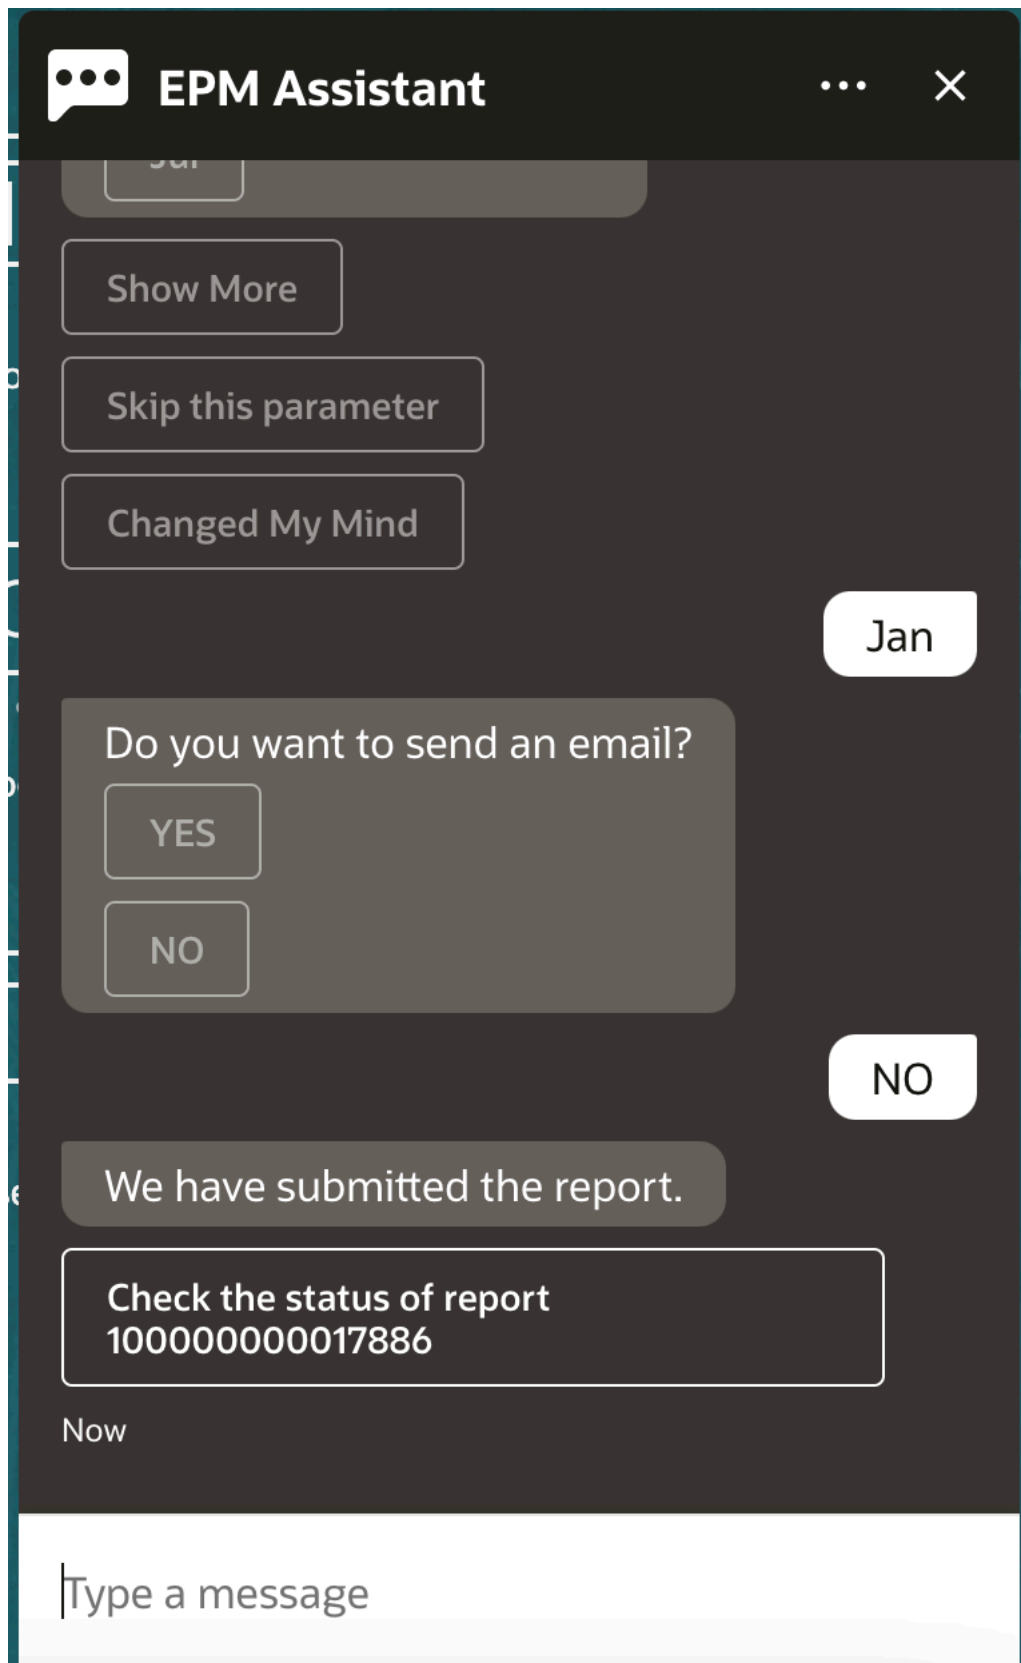 EPM Assistant
Show More
Skip this parameter
Changed My Mind
Jan
Do you want to send an email?
YES
NO
NO
We have submitted the report.
Check the status of report
100000000017886
Now
Type a message